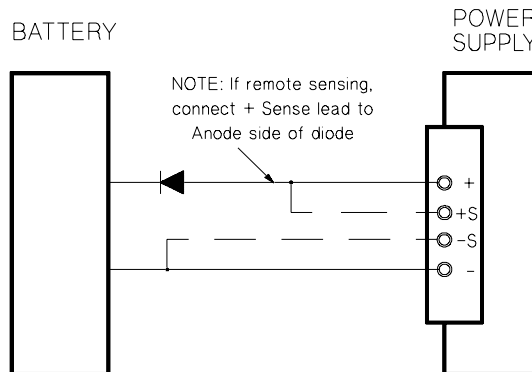 BATTERY
POWER
SUPPLY
NOTE: If remote sensing,
connect + Sense lead to
Anode side of diode
+
+S
-S
-